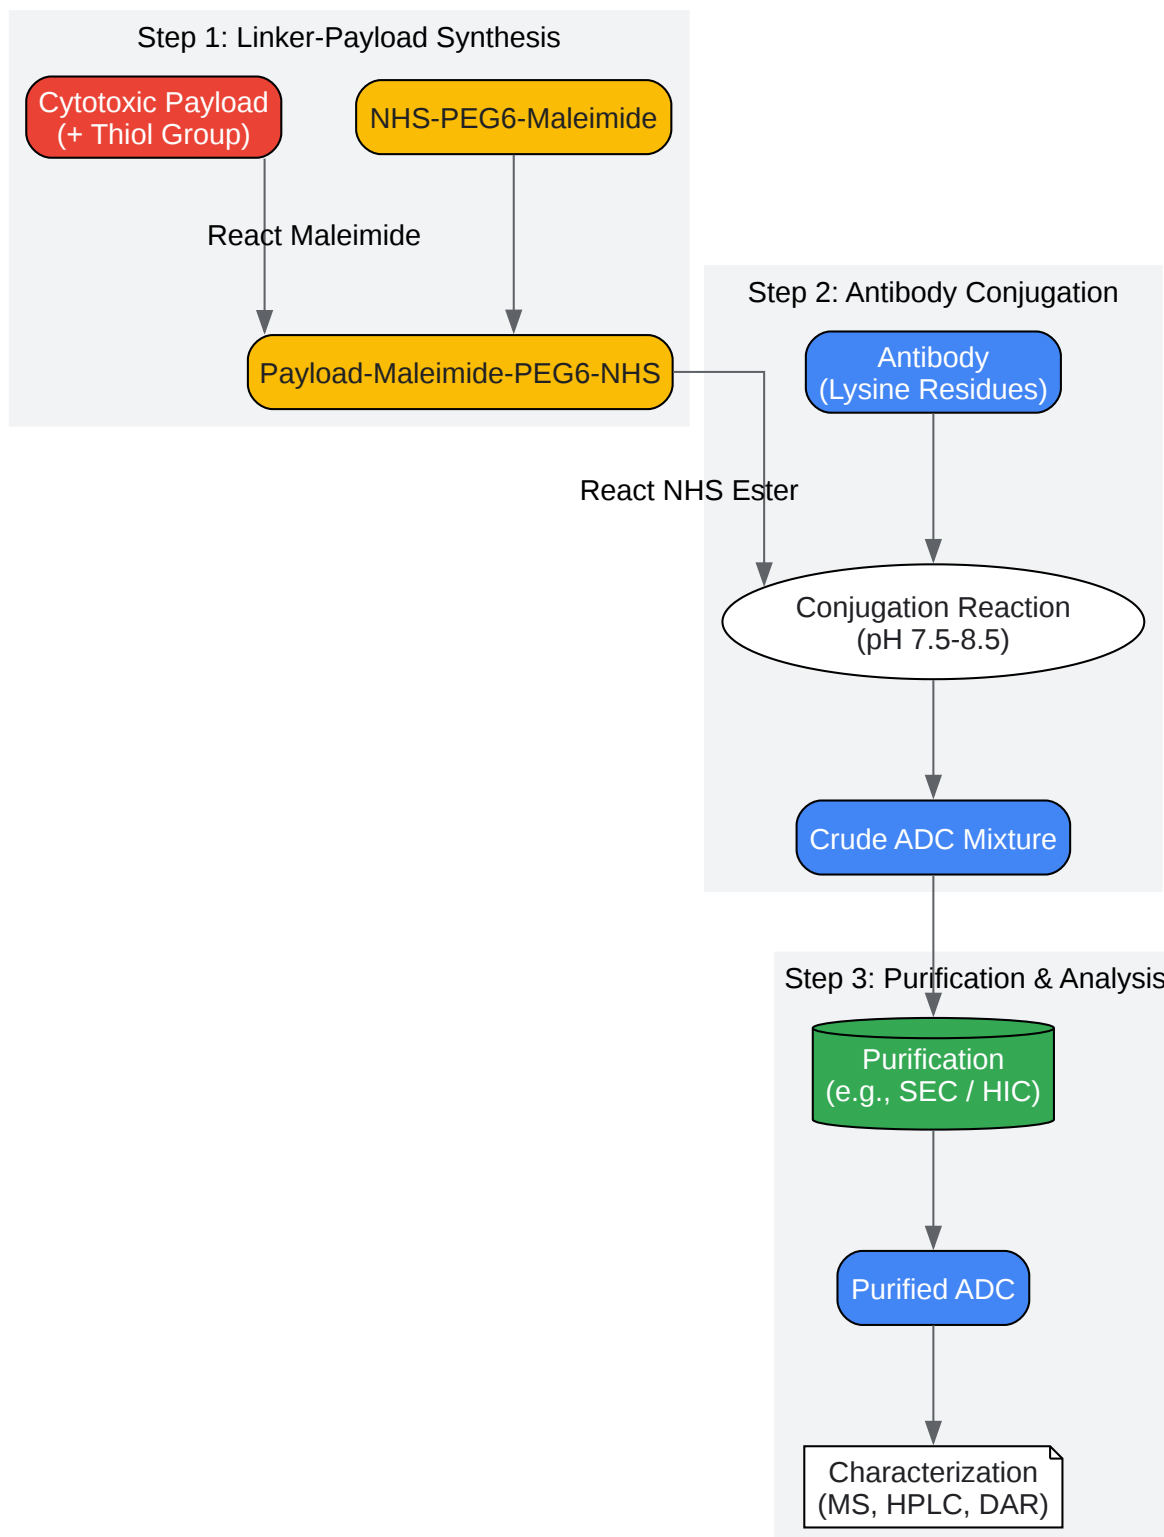 Step 1: Linker-Payload Synthesis
Cytotoxic Payload
(+ Thiol Group)
NHS-PEG6-Maleimide
React Maleimide
Payload-Maleimide-PEG6-NHS
Step 2: Antibody Conjugation
Antibody
(Lysine Residues)
React NHS Ester
Conjugation Reaction
(pH 7.5-8.5)
Crude ADC Mixture
Step 3: Purification & Analysis
Purification
(e.g., SEC / HIC)
Purified ADC
Characterization
(MS, HPLC, DAR)